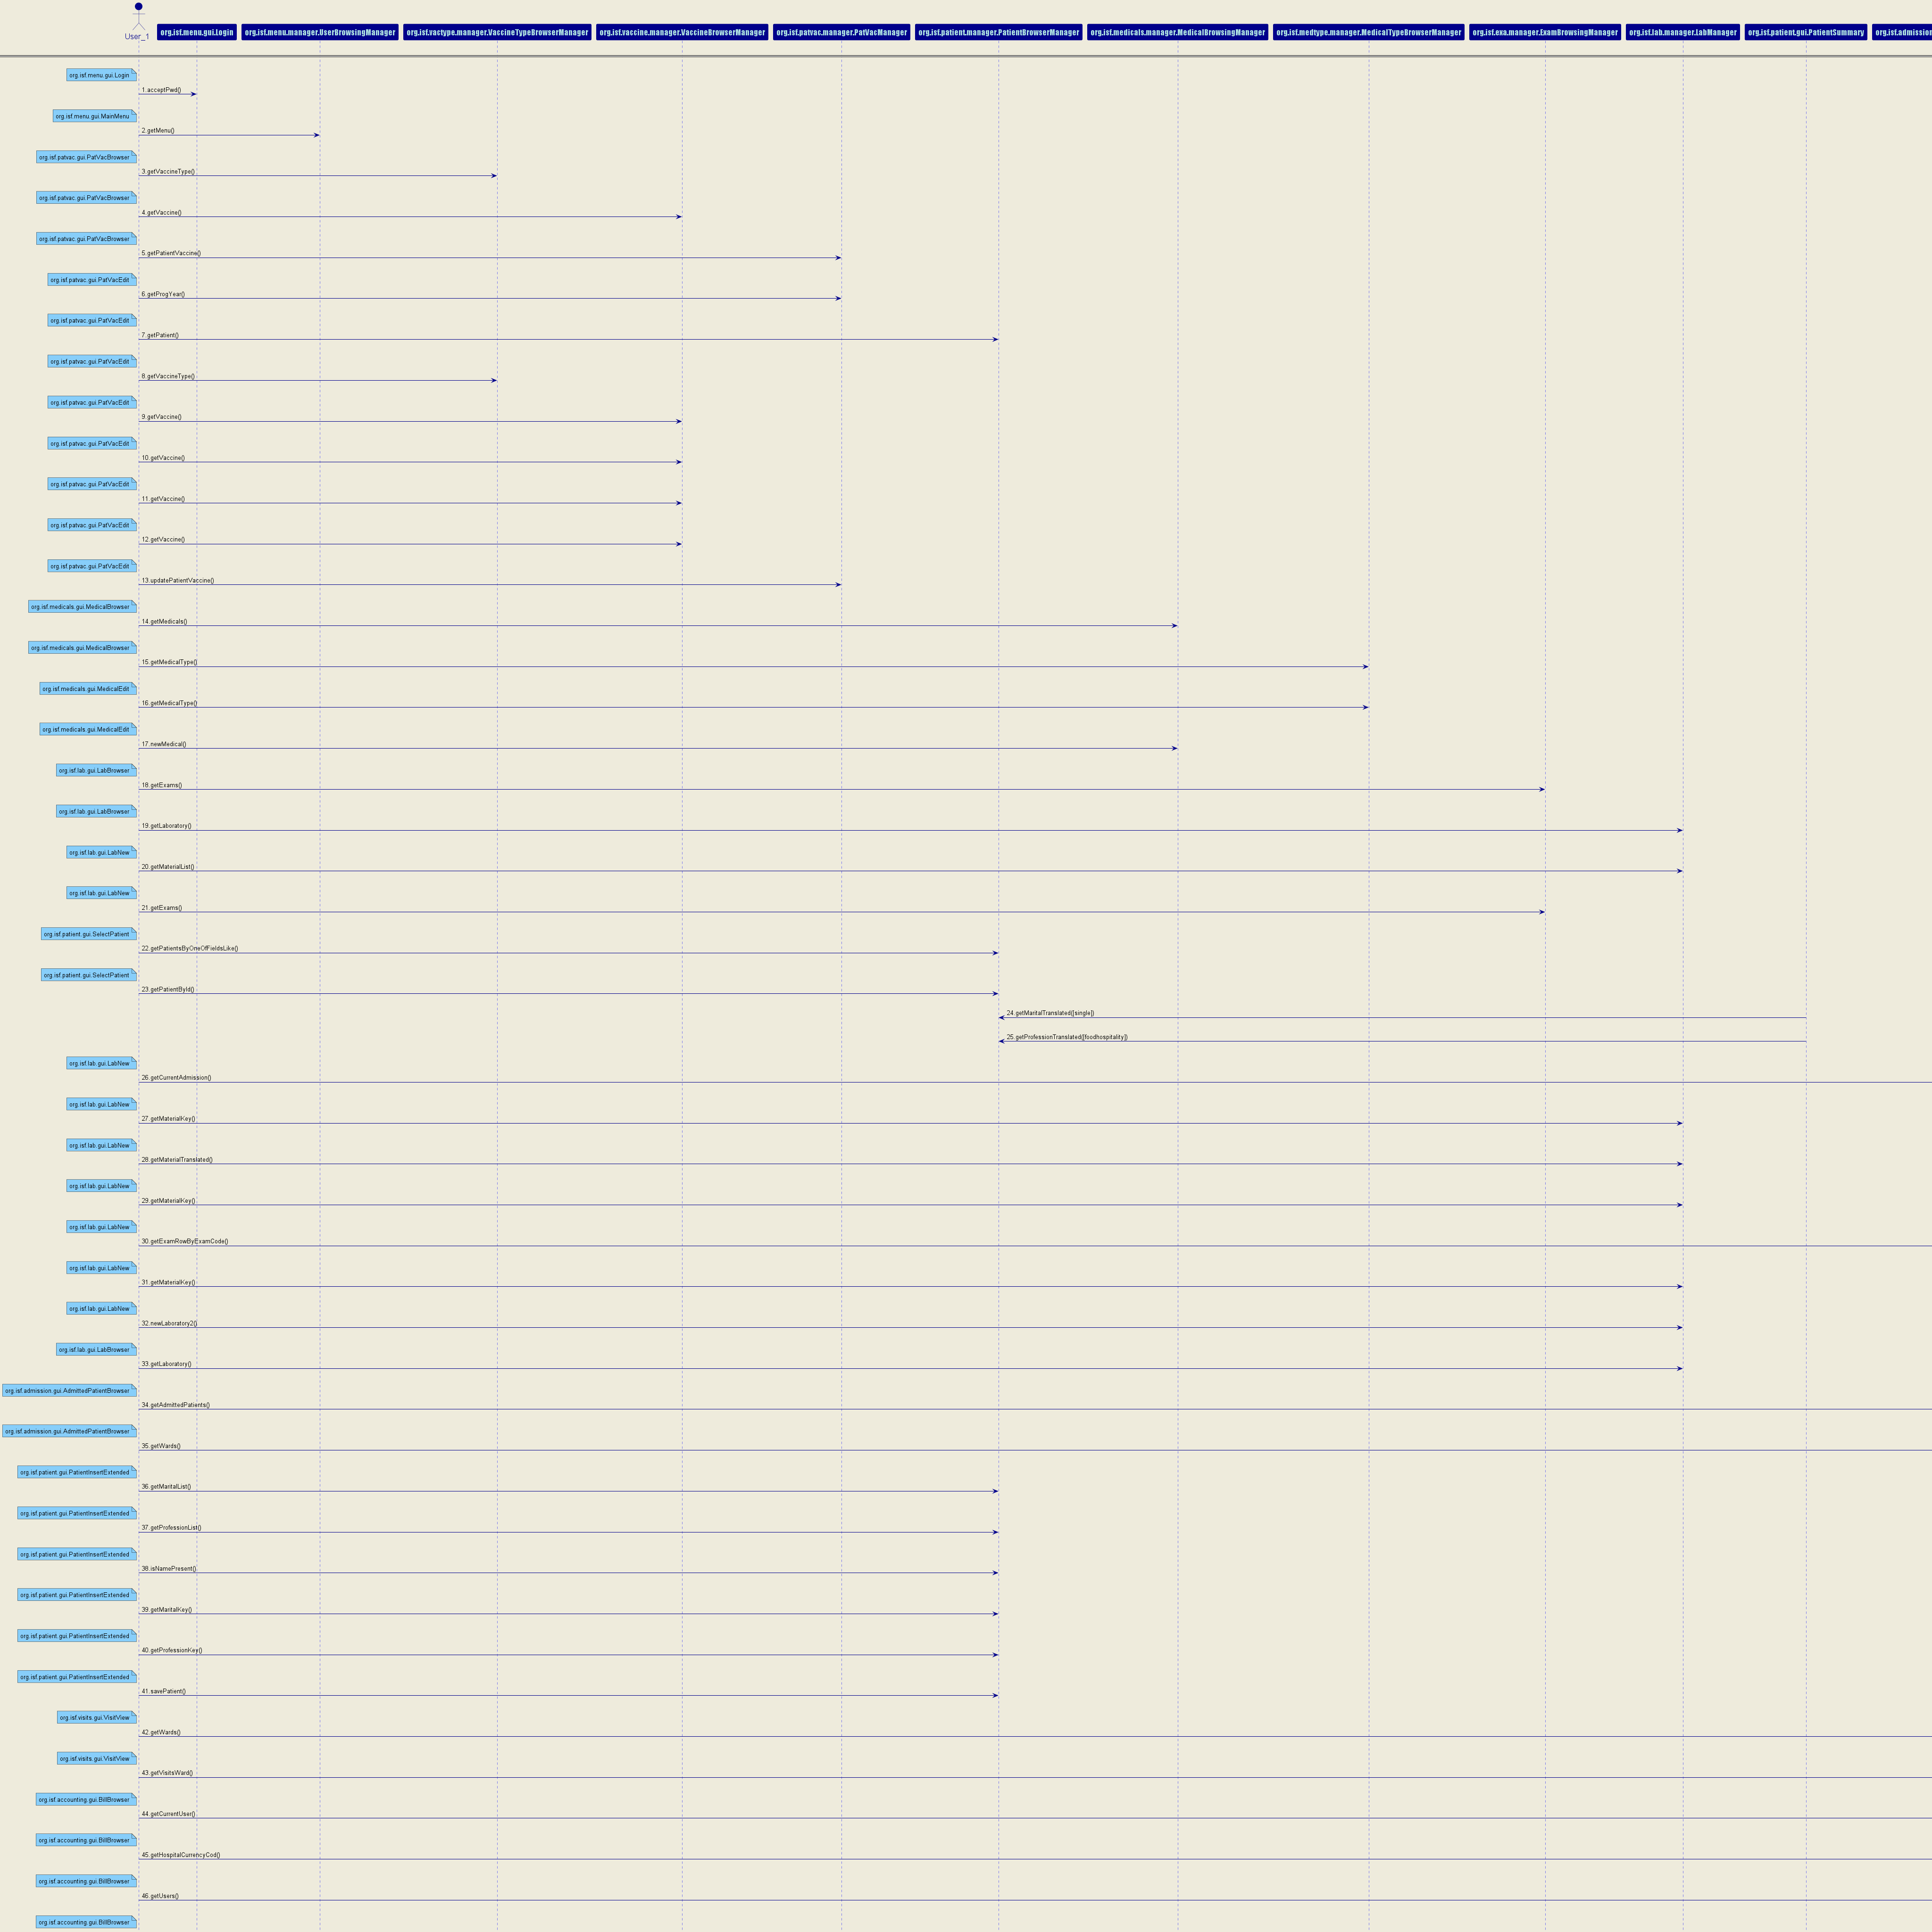 User_1
org.isf.menu.gui.Login
org.isf.menu.manager.UserBrowsingManager
org.isf.vactype.manager.VaccineTypeBrowserManager
org.isf.vaccine.manager.VaccineBrowserManager
org.isf.patvac.manager.PatVacManager
org.isf.patient.manager.PatientBrowserManager
org.isf.medicals.manager.MedicalBrowsingManager
org.isf.medtype.manager.MedicalTypeBrowserManager
org.isf.exa.manager.ExamBrowsingManager
org.isf.lab.manager.LabManager
org.isf.patient.gui.PatientSummary
org.isf.admission
org.isf.menu.gui.Login
1.acceptPwd()
org.isf.menu.gui.MainMenu
2.getMenu()
org.isf.patvac.gui.PatVacBrowser
3.getVaccineType()
org.isf.patvac.gui.PatVacBrowser
4.getVaccine()
org.isf.patvac.gui.PatVacBrowser
5.getPatientVaccine()
org.isf.patvac.gui.PatVacEdit
6.getProgYear()
org.isf.patvac.gui.PatVacEdit
7.getPatient()
org.isf.patvac.gui.PatVacEdit
8.getVaccineType()
org.isf.patvac.gui.PatVacEdit
9.getVaccine()
org.isf.patvac.gui.PatVacEdit
10.getVaccine()
org.isf.patvac.gui.PatVacEdit
11.getVaccine()
org.isf.patvac.gui.PatVacEdit
12.getVaccine()
org.isf.patvac.gui.PatVacEdit
13.updatePatientVaccine()
org.isf.medicals.gui.MedicalBrowser
14.getMedicals()
org.isf.medicals.gui.MedicalBrowser
15.getMedicalType()
org.isf.medicals.gui.MedicalEdit
16.getMedicalType()
org.isf.medicals.gui.MedicalEdit
17.newMedical()
org.isf.lab.gui.LabBrowser
18.getExams()
org.isf.lab.gui.LabBrowser
19.getLaboratory()
org.isf.lab.gui.LabNew
20.getMaterialList()
org.isf.lab.gui.LabNew
21.getExams()
org.isf.patient.gui.SelectPatient
22.getPatientsByOneOfFieldsLike()
org.isf.patient.gui.SelectPatient
23.getPatientById()
24.getMaritalTranslated([single])
25.getProfessionTranslated([foodhospitality])
org.isf.lab.gui.LabNew
26.getCurrentAdmission()
org.isf.lab.gui.LabNew
27.getMaterialKey()
org.isf.lab.gui.LabNew
28.getMaterialTranslated()
org.isf.lab.gui.LabNew
29.getMaterialKey()
org.isf.lab.gui.LabNew
30.getExamRowByExamCode()
org.isf.lab.gui.LabNew
31.getMaterialKey()
org.isf.lab.gui.LabNew
32.newLaboratory2()
org.isf.lab.gui.LabBrowser
33.getLaboratory()
org.isf.admission.gui.AdmittedPatientBrowser
34.getAdmittedPatients()
org.isf.admission.gui.AdmittedPatientBrowser
35.getWards()
org.isf.patient.gui.PatientInsertExtended
36.getMaritalList()
org.isf.patient.gui.PatientInsertExtended
37.getProfessionList()
org.isf.patient.gui.PatientInsertExtended
38.isNamePresent()
org.isf.patient.gui.PatientInsertExtended
39.getMaritalKey()
org.isf.patient.gui.PatientInsertExtended
40.getProfessionKey()
org.isf.patient.gui.PatientInsertExtended
41.savePatient()
org.isf.visits.gui.VisitView
42.getWards()
org.isf.visits.gui.VisitView
43.getVisitsWard()
org.isf.accounting.gui.BillBrowser
44.getCurrentUser()
org.isf.accounting.gui.BillBrowser
45.getHospitalCurrencyCod()
org.isf.accounting.gui.BillBrowser
46.getUsers()
org.isf.accounting.gui.BillBrowser